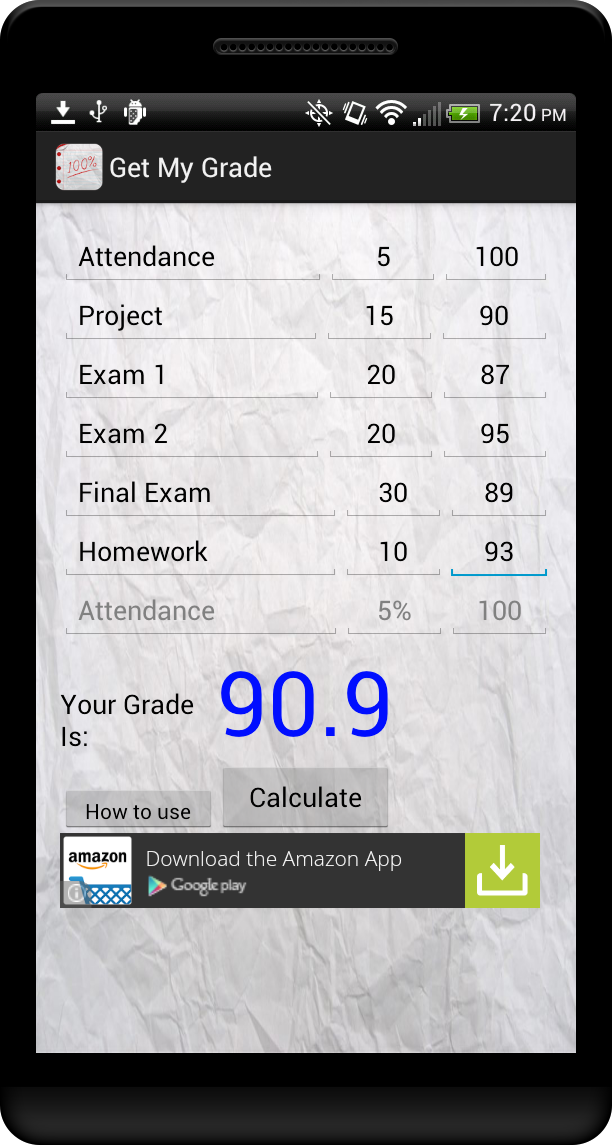 7:20 PM
100% Get My Grade
Attendance 5 100
Project 15 90
Exam 1 20 87
Exam 2 20 95
Final Exam 30 89
Homework 10 93
Attendance 5% 100
Your Grade 90.9
Is:
How to use Calculate
amazon Download the Amazon App
Google play